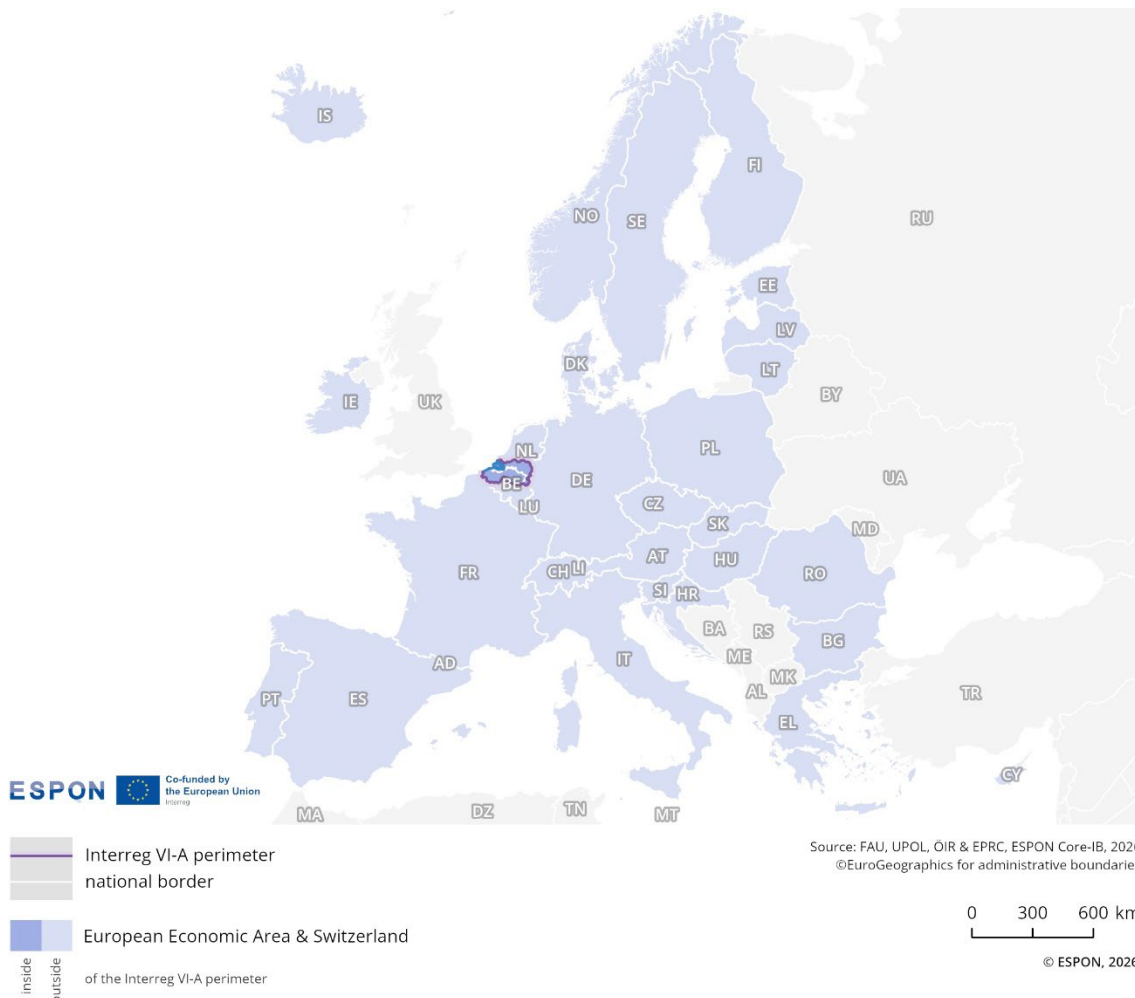 IS
FI
NO
SE
RU
EE
LV
DK
LT
IE
UK
BY
NL
PL
BE
DE
UA
LU
CZ
SK
MD
AT
HU
FR
CH
LI
RO
SI
HR
BA
RS
BG
IT
ME
AD
MK
PT
ES
AL
TR
EL
CY
ESPON
Co-funded by
the European Union
Interreg
MA
DZ
TN
MT
Interreg VI-A perimeter
national border
Source: FAU, UPOL, ÖIR & EPRC, ESPON Core-IB, 2026
©EuroGeographics for administrative boundarie
0 300 600 km
European Economic Area & Switzerland
© ESPON, 2026
inside
outside
of the Interreg VI-A perimeter